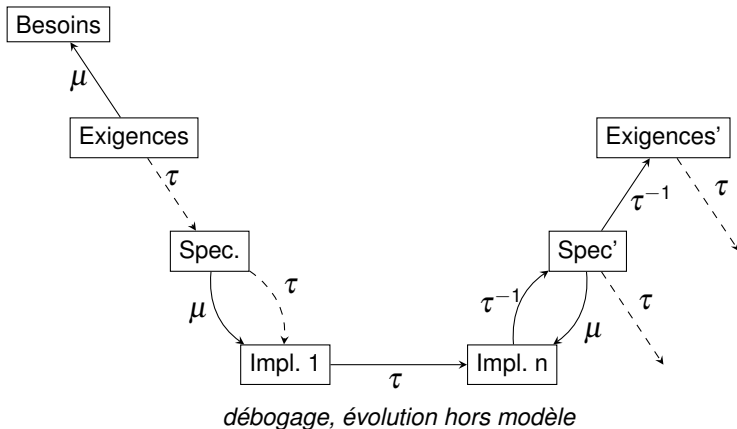 Besoins
μ
Exigences
Exigences’
τ
τ⁻¹
τ
Spec.
Spec’
μ
τ
τ⁻¹
μ
τ
Impl. 1
τ
Impl. n
débogage, évolution hors modèle